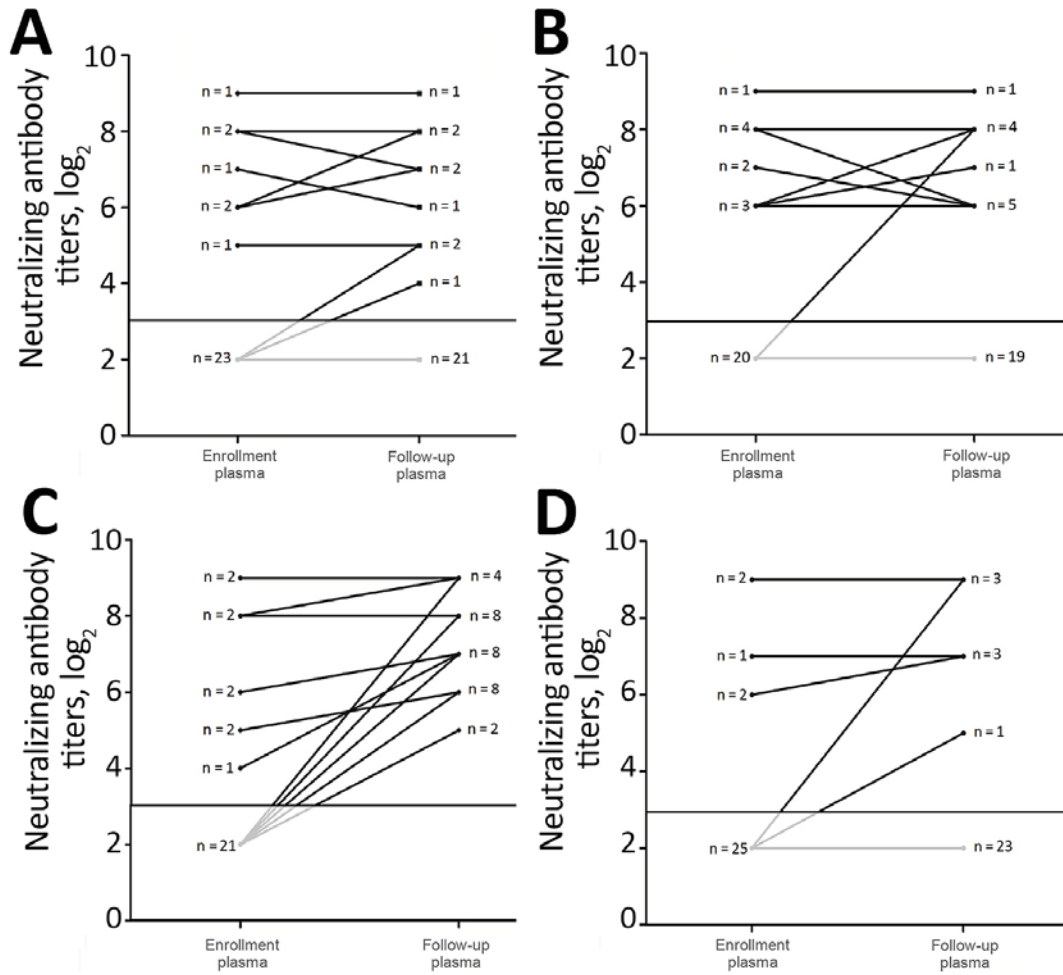 A
Neutralizing antibody
titers, log2
10
8
6
4
2
0
n = 1
n = 2
n = 1
n = 2
n = 1
n = 23
n = 1
n = 2
n = 2
n = 1
n = 2
n = 1
n = 21
Enrollment
plasma
Follow-up
plasma
B
Neutralizing antibody
titers, log2
10
8
6
4
2
0
n = 1
n = 4
n = 2
n = 3
n = 20
n = 1
n = 4
n = 1
n = 5
n = 19
Enrollment
plasma
Follow-up
plasma
C
Neutralizing antibody
titers, log2
10
8
6
4
2
0
n = 2
n = 2
n = 2
n = 2
n = 1
n = 21
n = 4
n = 8
n = 8
n = 8
n = 2
Enrollment
plasma
Follow-up
plasma
D
Neutralizing antibody
titers, log2
10
8
6
4
2
0
n = 2
n = 1
n = 2
n = 25
n = 3
n = 3
n = 1
n = 23
Enrollment
plasma
Follow-up
plasma